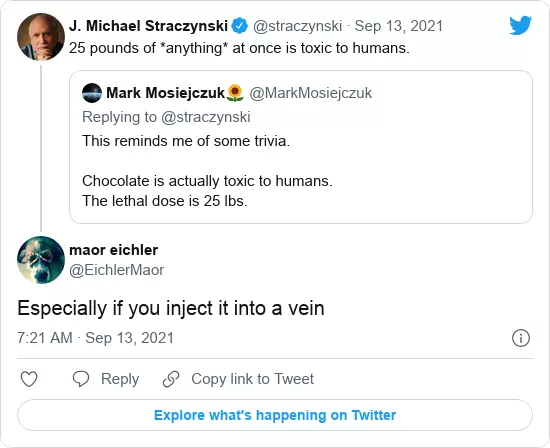 J. Michael Straczynski @straczynski · Sep 13, 2021
25 pounds of *anything* at once is toxic to humans.
Mark Mosiejczuk🌻 @MarkMosiejczuk
Replying to @straczynski
This reminds me of some trivia.
Chocolate is actually toxic to humans.
The lethal dose is 25 lbs.
maor eichler
@EichlerMaor
Especially if you inject it into a vein
7:21 AM · Sep 13, 2021
Reply
Copy link to Tweet
Explore what's happening on Twitter